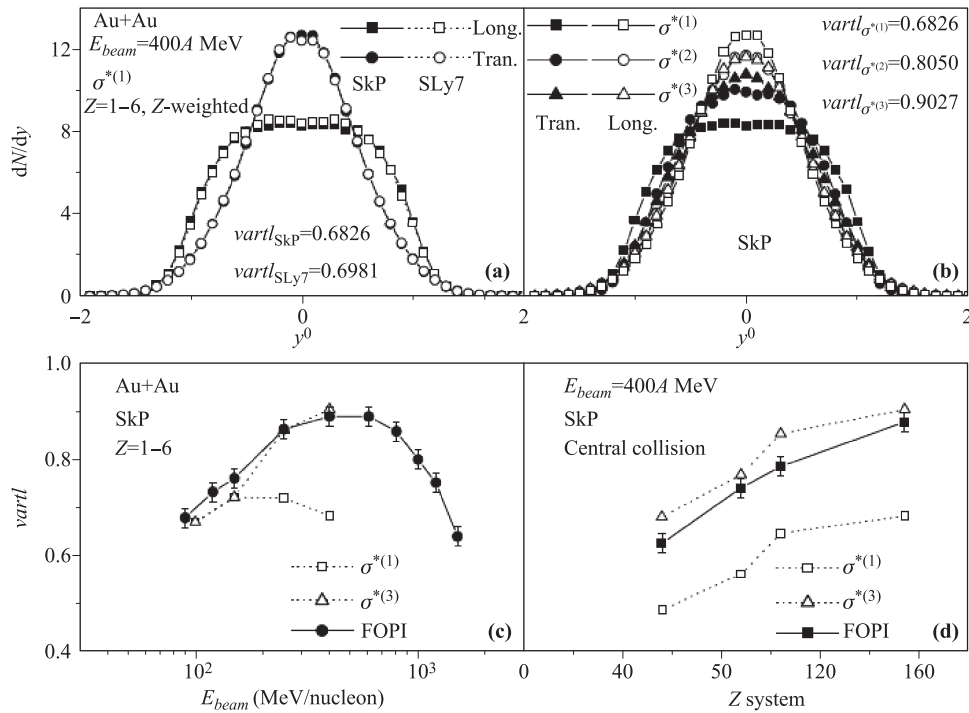 Au+Au
E_beam=400A MeV
σ*(1)
Z=1−6, Z-weighted
Long.
Tran.
SkP SLy7
vartl_SkP=0.6826
vartl_SLy7=0.6981
(a)
dN/dy
12
8
4
0
−2 0 2
y⁰
σ*(1)
σ*(2)
σ*(3)
Tran. Long.
vartl_σ*(1)=0.6826
vartl_σ*(2)=0.8050
vartl_σ*(3)=0.9027
SkP
(b)
0 2
y⁰
Au+Au
SkP
Z=1−6
σ*(1)
σ*(3)
FOPI
(c)
vartl
1.0
0.8
0.6
0.4
10² 10³
E_beam (MeV/nucleon)
E_beam=400A MeV
SkP
Central collision
σ*(1)
σ*(3)
FOPI
(d)
0 40 50 120 160
Z system